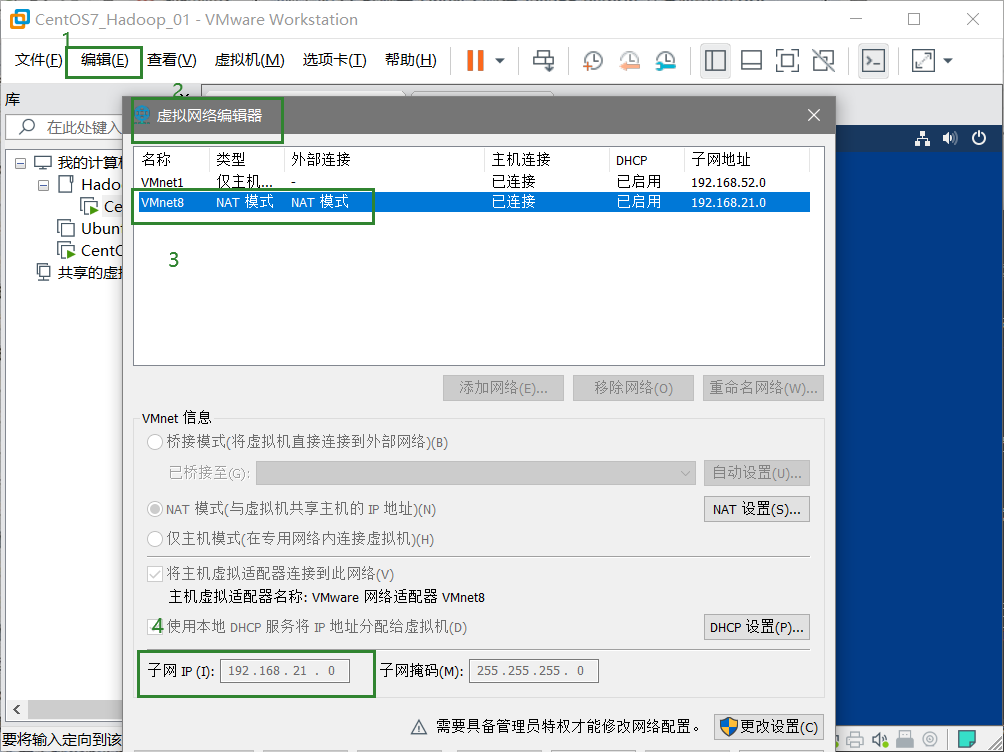 CentOS7_Hadoop_01 - VMware Workstation
1
文件(F) 编辑(E) 查看(V) 虚拟机(M) 选项卡(T) 帮助(H)
库
2
在此处键入
虚拟网络编辑器
我的计算机
Hado
Ce
Ubun
CentO
共享的虚拟
名称 类型 外部连接 主机连接 DHCP 子网地址
VMnet1 仅主机... - 已连接 已启用 192.168.52.0
VMnet8 NAT 模式 NAT 模式 已连接 已启用 192.168.21.0
3
添加网络(E)... 移除网络(O) 重命名网络(W)...
VMnet 信息
桥接模式(将虚拟机直接连接到外部网络)(B)
已桥接至(G): 自动设置(U)...
NAT 模式(与虚拟机共享主机的 IP 地址)(N) NAT 设置(S)...
仅主机模式(在专用网络内连接虚拟机)(H)
将主机虚拟适配器连接到此网络(V)
主机虚拟适配器名称: VMware 网络适配器 VMnet8
4 使用本地 DHCP 服务将 IP 地址分配给虚拟机(D) DHCP 设置(P)...
子网 IP (I): 192 . 168 . 21 . 0 子网掩码(M): 255 . 255 . 255 . 0
需要具备管理员特权才能修改网络配置。 更改设置(C)
要将输入定向到该